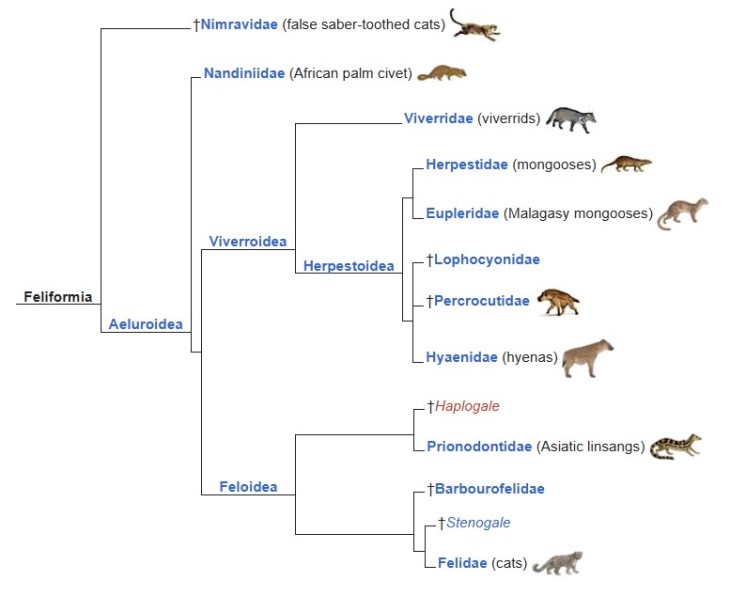 †Nimravidae (false saber-toothed cats)
Nandiniidae (African palm civet)
Viverridae (viverrids)
Herpestidae (mongooses)
Eupleridae (Malagasy mongooses)
Viverroidea
Herpestoidea
†Lophocyonidae
Feliformia
†Percrocutidae
Aeluroidea
Hyaenidae (hyenas)
†Haplogale
Prionodontidae (Asiatic linsangs)
Feloidea
†Barbourofelidae
†Stenogale
Felidae (cats)